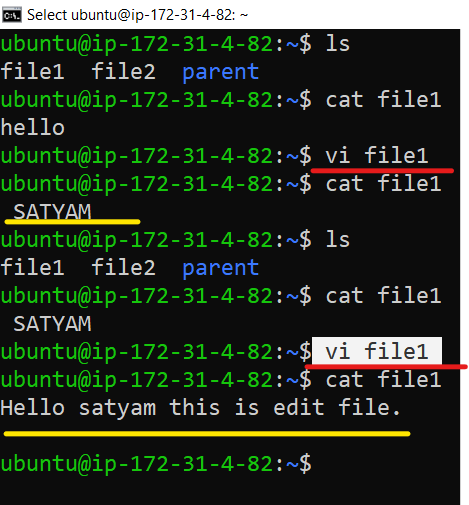 Select ubuntu@ip-172-31-4-82: ~
ubuntu@ip-172-31-4-82:~$ ls
file1  file2  parent
ubuntu@ip-172-31-4-82:~$ cat file1
hello
ubuntu@ip-172-31-4-82:~$ vi file1
ubuntu@ip-172-31-4-82:~$ cat file1
 SATYAM
ubuntu@ip-172-31-4-82:~$ ls
file1  file2  parent
ubuntu@ip-172-31-4-82:~$ cat file1
 SATYAM
ubuntu@ip-172-31-4-82:~$ vi file1
ubuntu@ip-172-31-4-82:~$ cat file1
Hello satyam this is edit file.
ubuntu@ip-172-31-4-82:~$